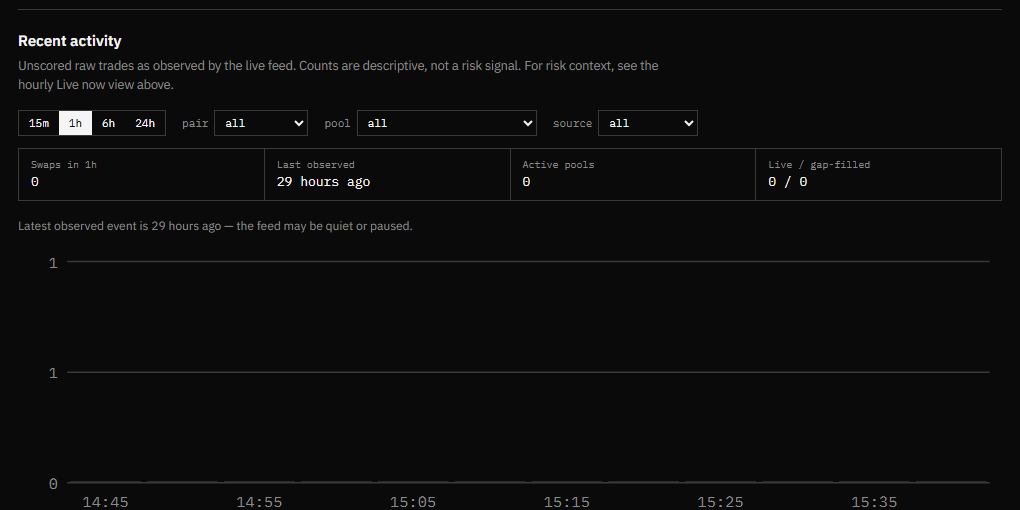 Recent activity
Unscored raw trades as observed by the live feed. Counts are descriptive, not a risk signal. For risk context, see the
hourly Live now view above.
15m 1h 6h 24h pair all pool all source all
Swaps in 1h Last observed Active pools Live / gap-filled
0 29 hours ago 0 0 / 0
Latest observed event is 29 hours ago — the feed may be quiet or paused.
1
1
0
14:45 14:55 15:05 15:15 15:25 15:35